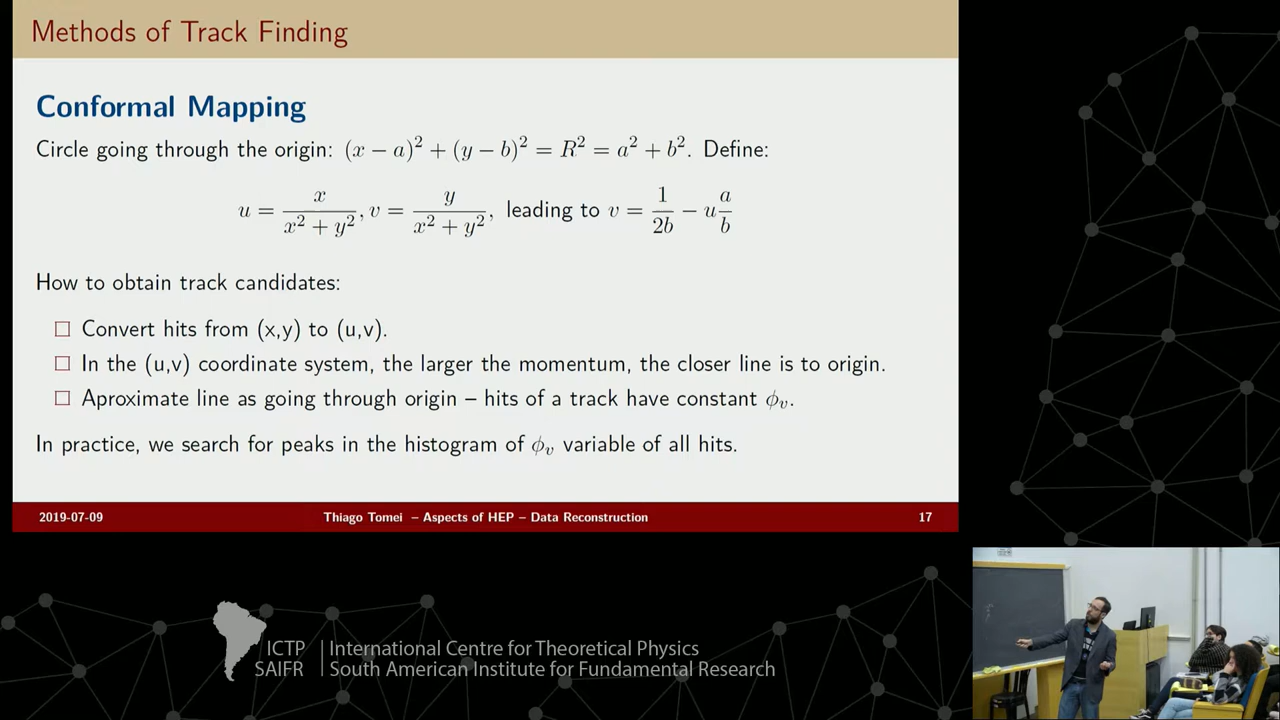 Methods of Track Finding
Conformal Mapping
Circle going through the origin: (x − a)² + (y − b)² = R² = a² + b². Define:
u = x / (x² + y²), v = y / (x² + y²), leading to v = 1 / 2b − u a / b
How to obtain track candidates:
Convert hits from (x,y) to (u,v).
In the (u,v) coordinate system, the larger the momentum, the closer line is to origin.
Aproximate line as going through origin – hits of a track have constant ϕᵥ.
In practice, we search for peaks in the histogram of ϕᵥ variable of all hits.
2019-07-09 Thiago Tomei – Aspects of HEP – Data Reconstruction 17
ICTP International Centre for Theoretical Physics
SAIFR South American Institute for Fundamental Research